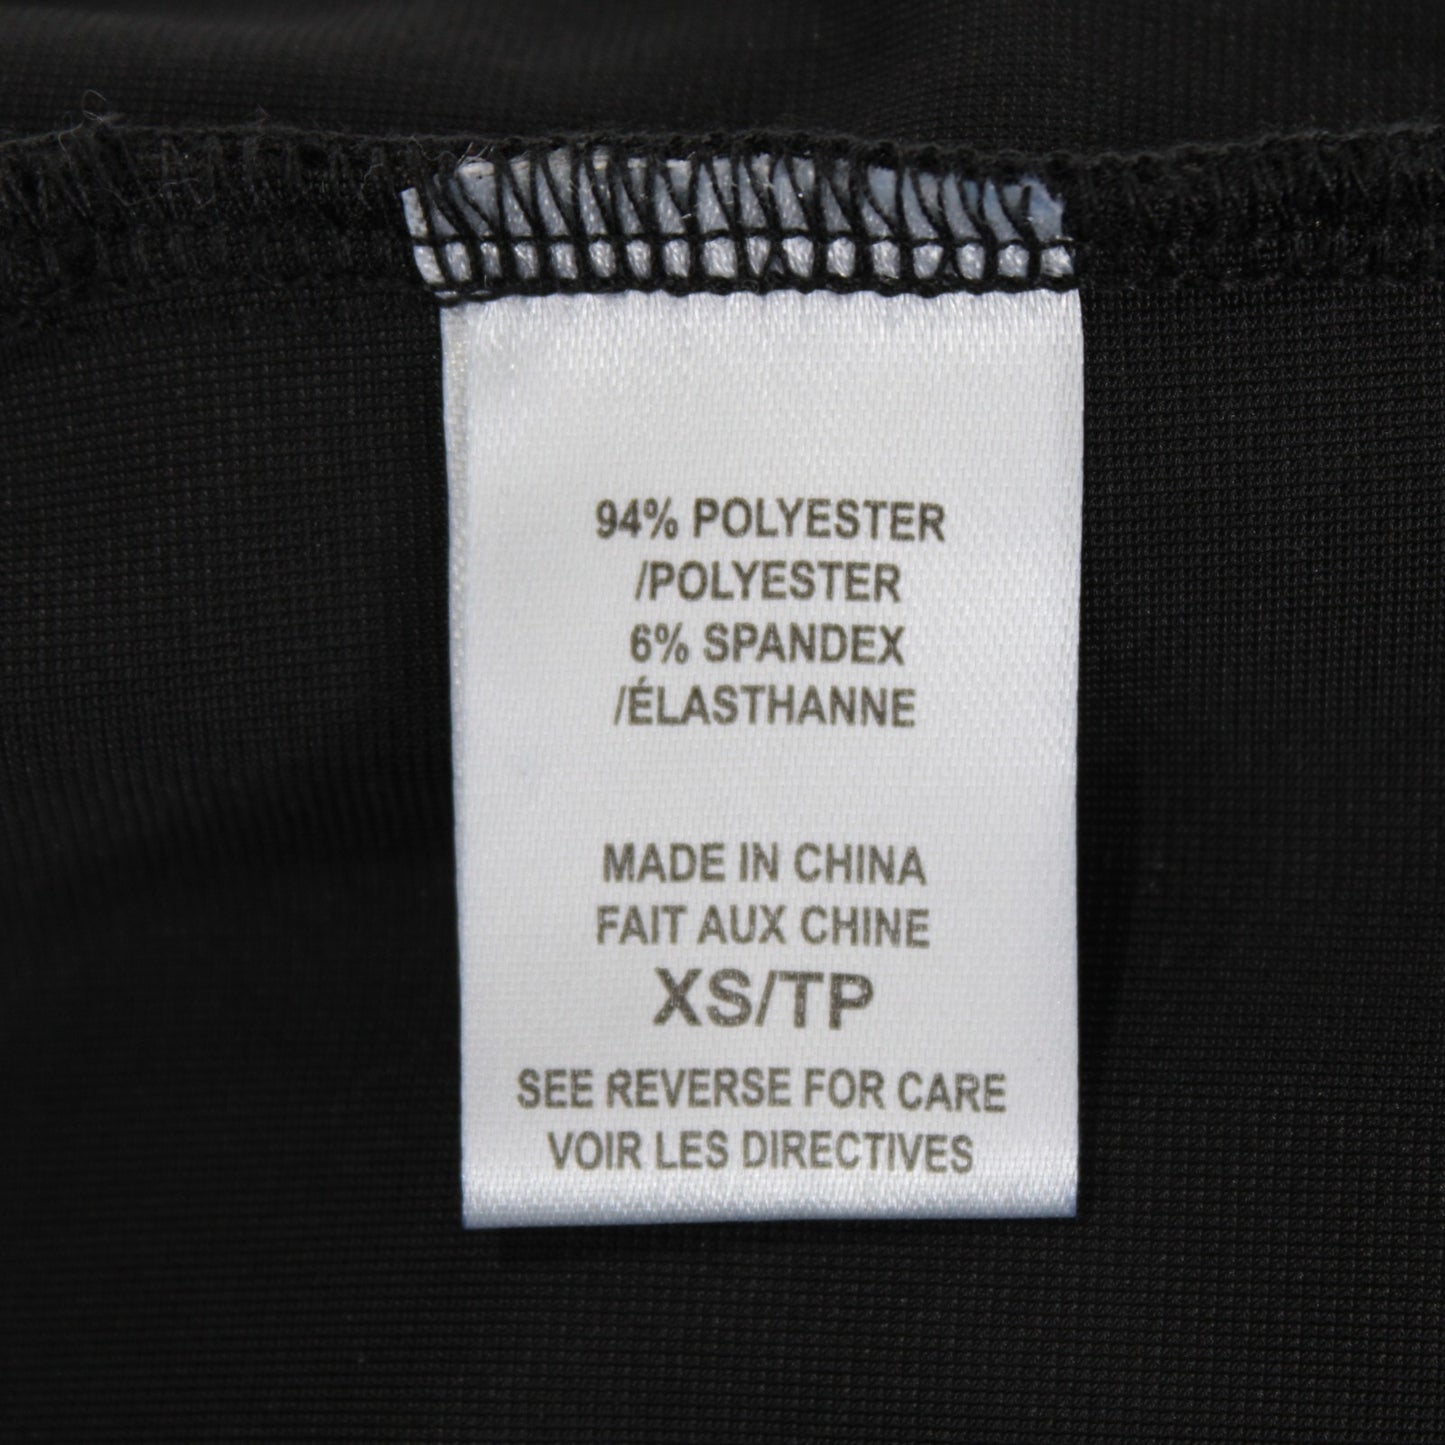 94% POLYESTER
/POLYESTER
6% SPANDEX
/ÉLASTHANNE
MADE IN CHINA
FAIT AUX CHINE
XS/TP
SEE REVERSE FOR CARE
VOIR LES DIRECTIVES